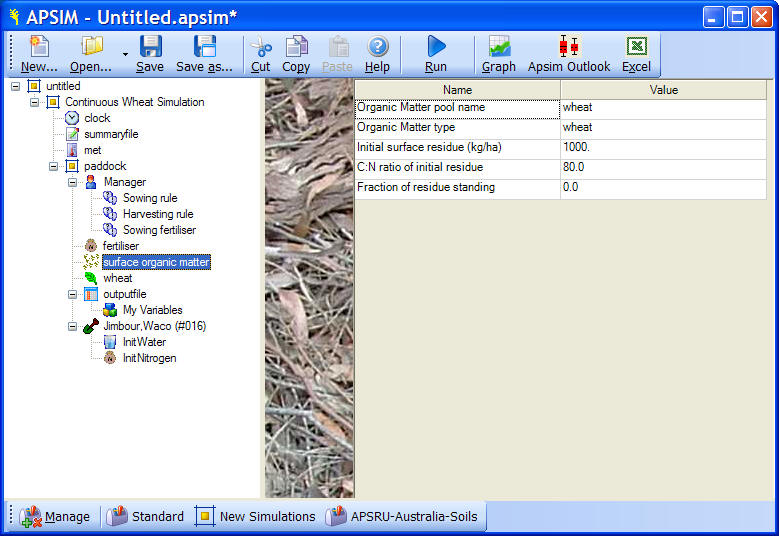 APSIM - Untitled.apsim*
New... Open... Save Save as... Cut Copy Paste Help Run Graph Apsim Outlook Excel
untitled
Continuous Wheat Simulation
clock
summaryfile
met
paddock
Manager
Sowing rule
Harvesting rule
Sowing fertiliser
fertiliser
surface organic matter
wheat
outputfile
My Variables
Jimbour,Waco (#016)
InitWater
InitNitrogen
Name Value
Organic Matter pool name wheat
Organic Matter type wheat
Initial surface residue (kg/ha) 1000.
C:N ratio of initial residue 80.0
Fraction of residue standing 0.0
Manage Standard New Simulations APSRU-Australia-Soils